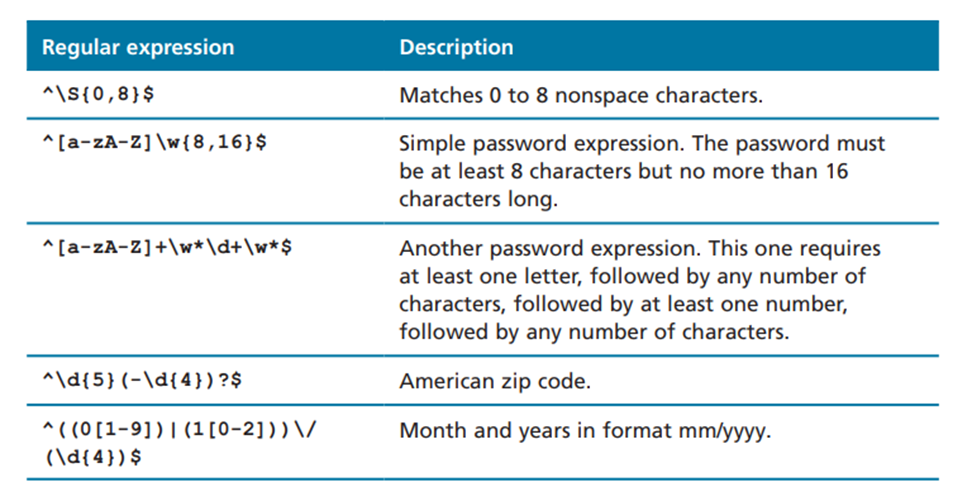 Regular expression Description
^\S{0,8}$ Matches 0 to 8 nonspace characters.
^[a-zA-Z]\w{8,16}$ Simple password expression. The password must
be at least 8 characters but no more than 16
characters long.
^[a-zA-Z]+\w*\d+\w*$ Another password expression. This one requires
at least one letter, followed by any number of
characters, followed by at least one number,
followed by any number of characters.
^\d{5}(-\d{4})?$ American zip code.
^((0[1-9])|(1[0-2]))\/ Month and years in format mm/yyyy.
(\d{4})$